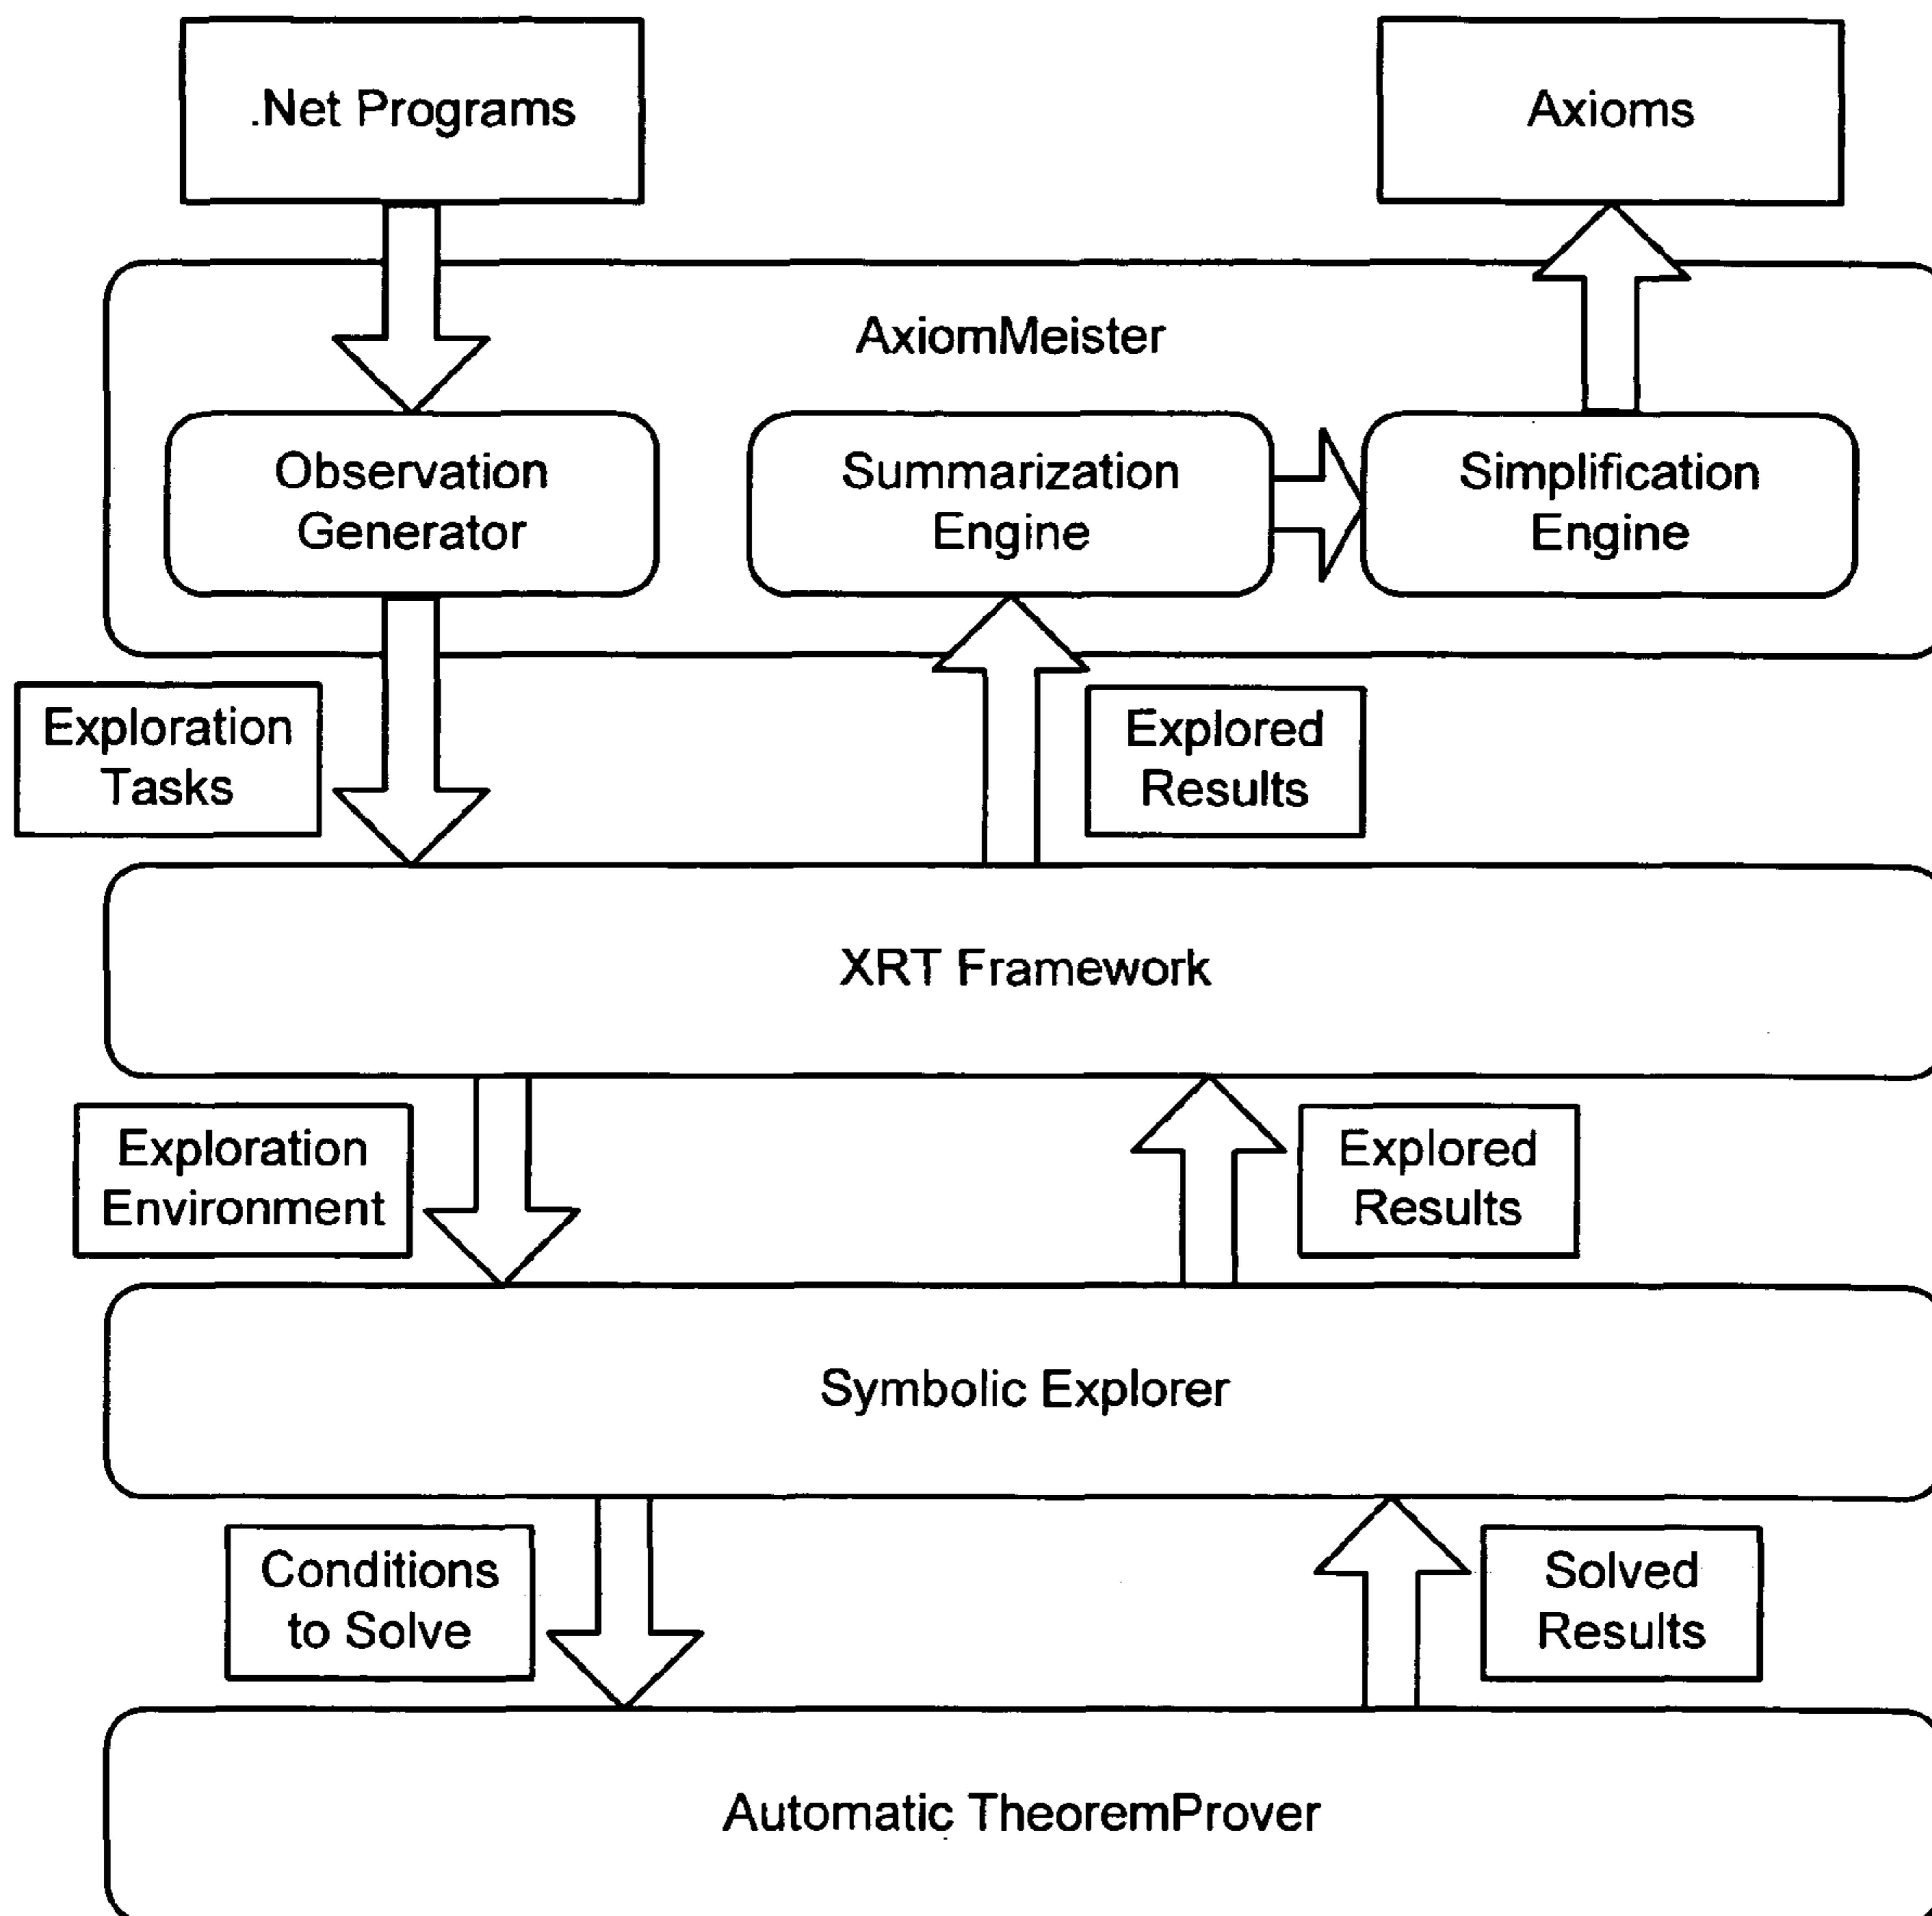 .Net Programs
Axioms
AxiomMeister
Observation
Generator
Summarization
Engine
Simplification
Engine
Exploration
Tasks
Explored
Results
XRT Framework
Exploration
Environment
Explored
Results
Symbolic Explorer
Conditions
to Solve
Solved
Results
Automatic TheoremProver